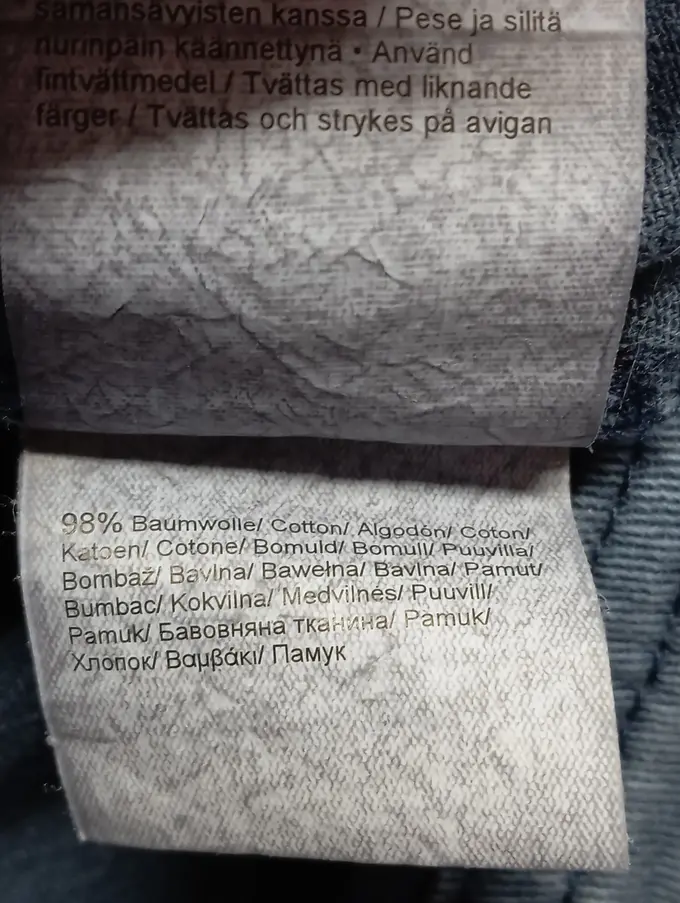 samansävyisten kanssa / Pese ja silitä
nurinpäin käännettynä • Använd
fintvättmedel / Tvättas med liknande
färger / Tvättas och strykes på avigan
98% Baumwolle/ Cotton/ Algodón/ Coton/
Katoen/ Cotone/ Bomuld/ Bomull/ Puuvilla/
Bombaž/ Bavlna/ Bawełna/ Bavlna/ Pamut/
Bumbac/ Kokvilna/ Medvilnės/ Puuvill/
Pamuk/ Бавовняна тканина/ Pamuk/
Хлопок/ Βαμβάκι/ Памук